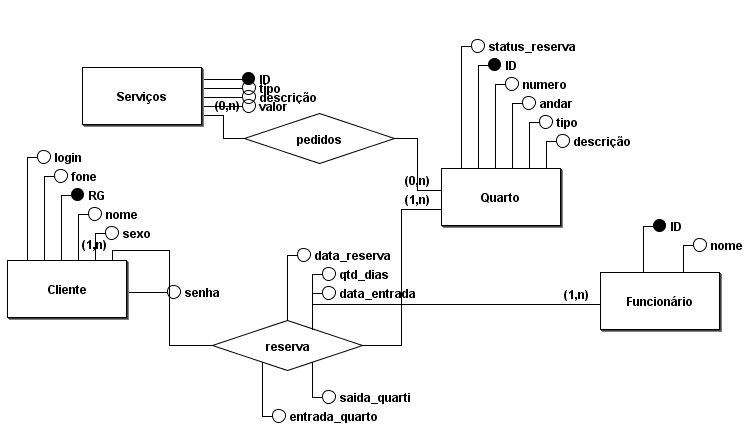 status_reserva
ID
numero
andar
tipo
descrição
Quarto
Serviços
ID
tipo
descrição
valor
(0,n)
pedidos
(0,n)
(1,n)
login
fone
RG
nome
sexo
(1,n)
Cliente
senha
data_reserva
qtd_dias
data_entrada
reserva
saida_quarti
entrada_quarto
(1,n)
ID
nome
Funcionário